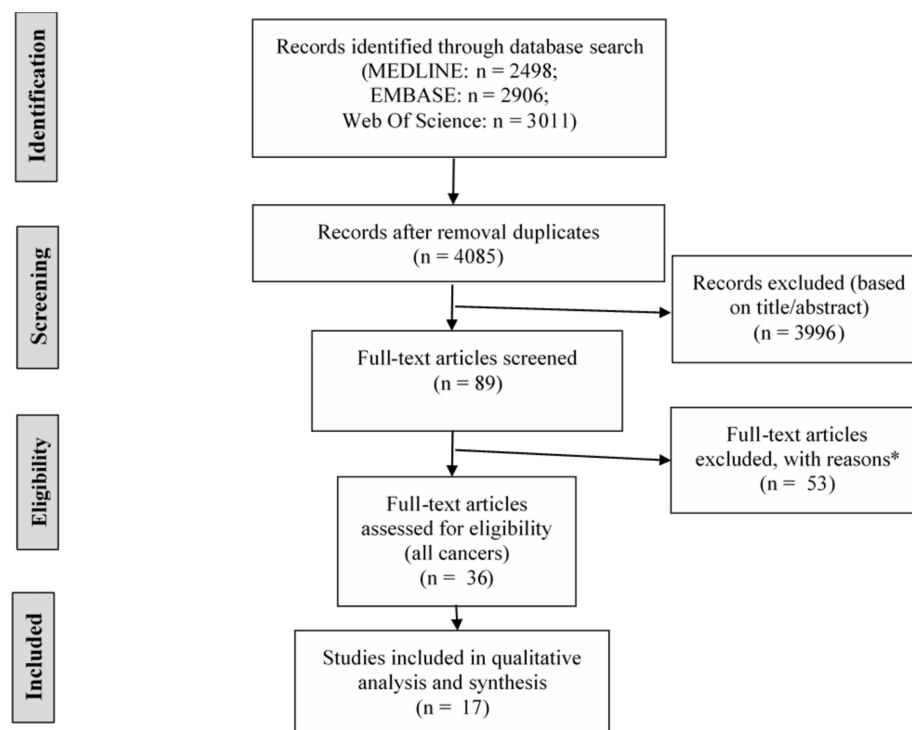 Identification
Records identified through database search
(MEDLINE: n = 2498;
EMBASE: n = 2906;
Web Of Science: n = 3011)
Screening
Records after removal duplicates
(n = 4085)
Records excluded (based
on title/abstract)
(n = 3996)
Full-text articles screened
(n = 89)
Eligibility
Full-text articles
excluded, with reasons*
(n = 53)
Full-text articles
assessed for eligibility
(all cancers)
(n = 36)
Included
Studies included in qualitative
analysis and synthesis
(n = 17)